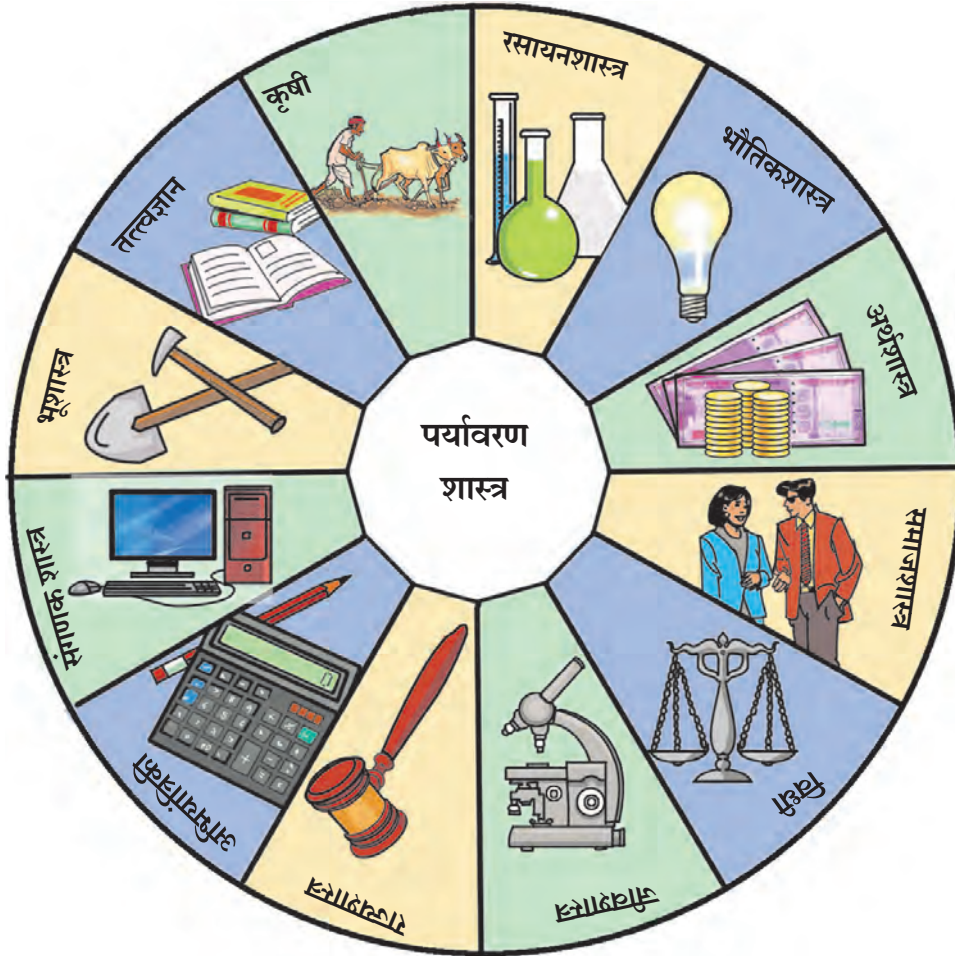 रसायनशास्त्र
भौतिकशास्त्र
अर्थशास्त्र
समाजशास्त्र
विधी
जीवशास्त्र
राज्यशास्त्र
अभियांत्रिकी
संगणक शास्त्र
भूशास्त्र
तत्त्वज्ञान
कृषी
पर्यावरण
शास्त्र